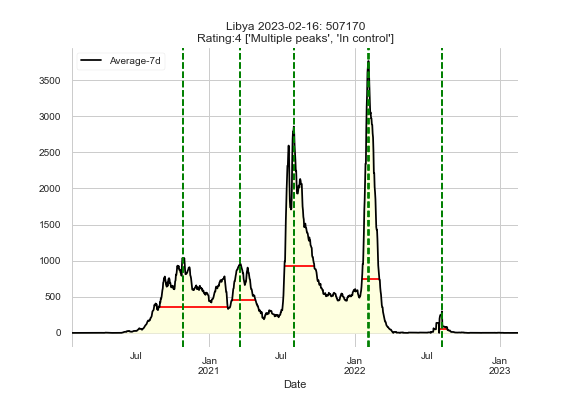 Libya 2023-02-16: 507170
Rating:4 ['Multiple peaks', 'In control']
Average-7d
3500
3000
2500
2000
1500
1000
500
0
Jul
Jan
2021
Jul
Jan
2022
Jul
Jan
2023
Date